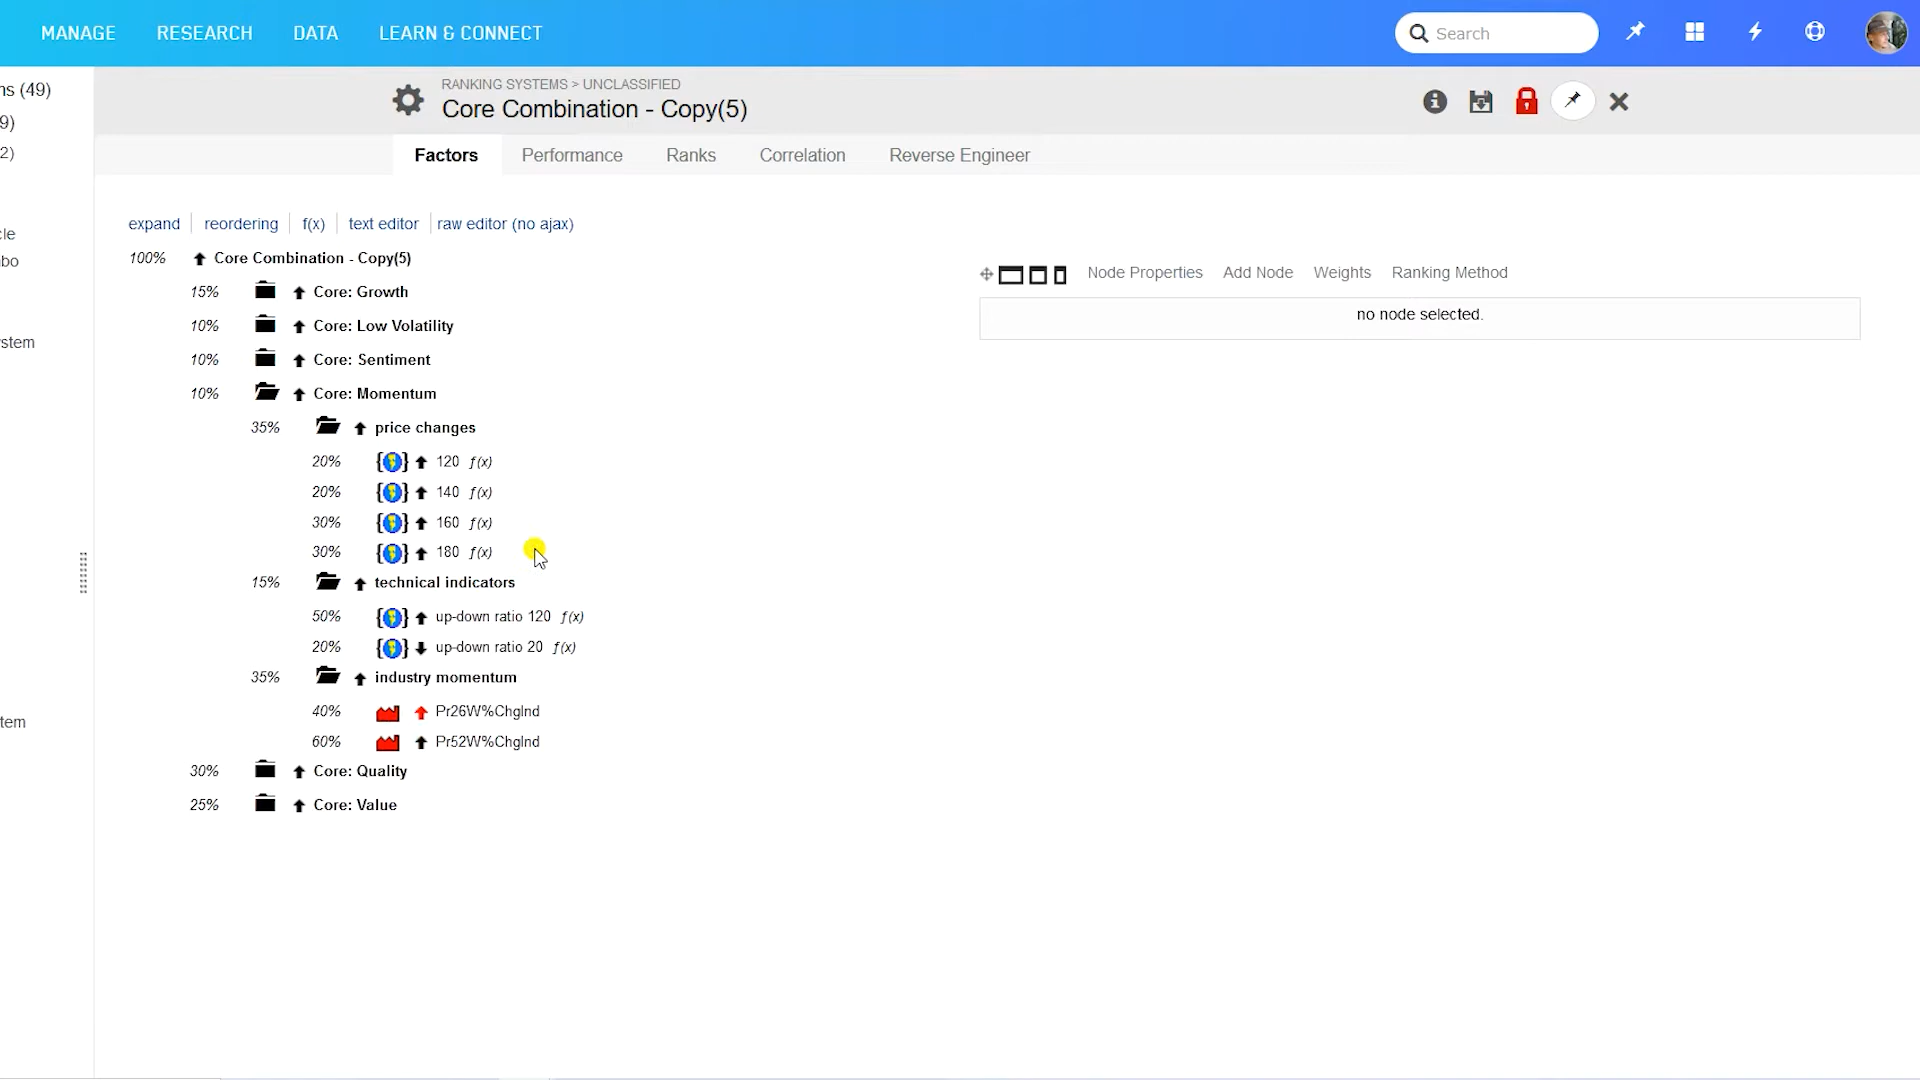 MANAGE RESEARCH DATA LEARN & CONNECT Search
ns (49)
9)
2)
cle
bo
stem
tem
RANKING SYSTEMS > UNCLASSIFIED
Core Combination - Copy(5)
Factors Performance Ranks Correlation Reverse Engineer
expand reordering f(x) text editor raw editor (no ajax)
100% Core Combination - Copy(5)
15% Core: Growth
10% Core: Low Volatility
10% Core: Sentiment
10% Core: Momentum
35% price changes
20% 120 f(x)
20% 140 f(x)
30% 160 f(x)
30% 180 f(x)
15% technical indicators
50% up-down ratio 120 f(x)
20% up-down ratio 20 f(x)
35% industry momentum
40% Pr26W%ChgInd
60% Pr52W%ChgInd
30% Core: Quality
25% Core: Value
Node Properties Add Node Weights Ranking Method
no node selected.